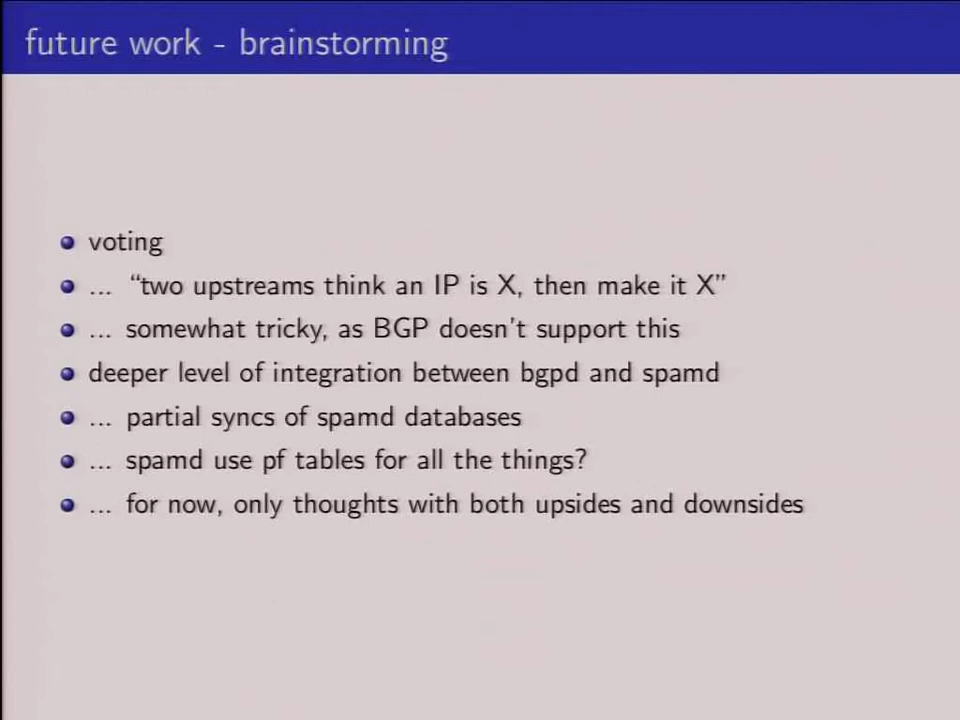 future work - brainstorming
voting
... “two upstreams think an IP is X, then make it X”
... somewhat tricky, as BGP doesn't support this
deeper level of integration between bgpd and spamd
... partial syncs of spamd databases
... spamd use pf tables for all the things?
... for now, only thoughts with both upsides and downsides